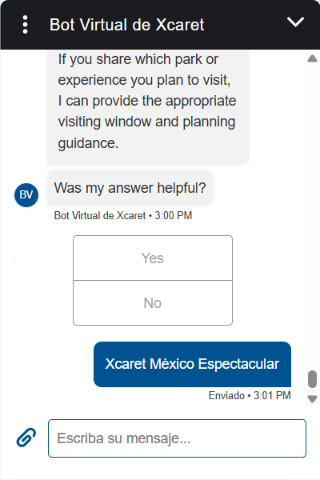 Bot Virtual de Xcaret
If you share which park or
experience you plan to visit,
I can provide the appropriate
visiting window and planning
guidance.
BV
Was my answer helpful?
Bot Virtual de Xcaret • 3:00 PM
Yes
No
Xcaret México Espectacular
Enviado • 3:01 PM
Escriba su mensaje...